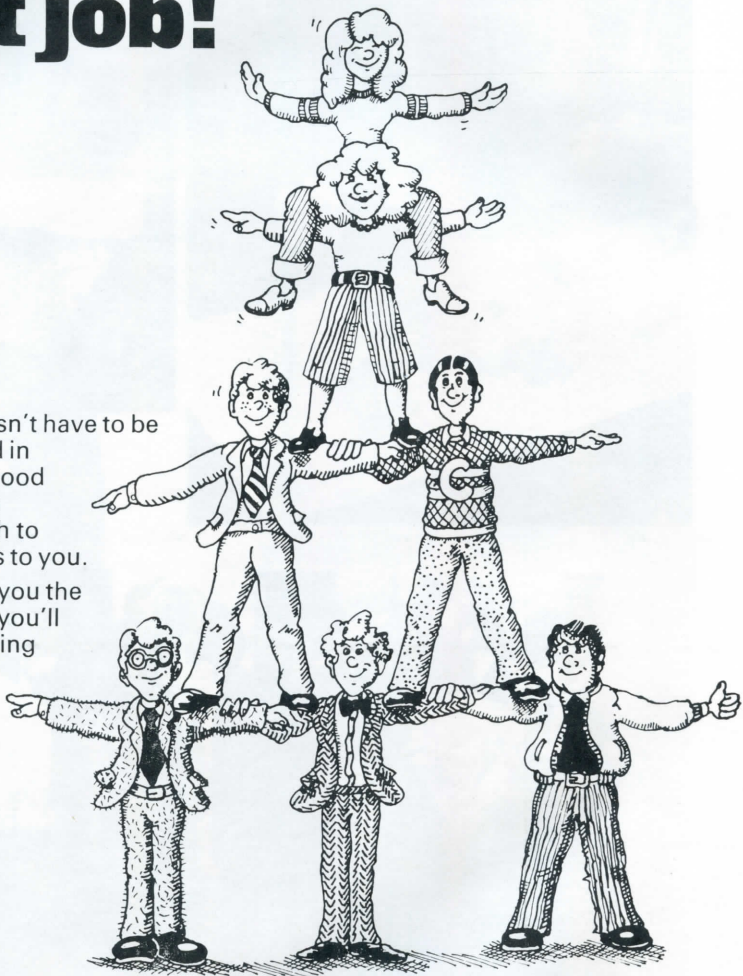 t job!
sn't have to be
d in
ood
h to
s to you.
you the
you'll
ing
G